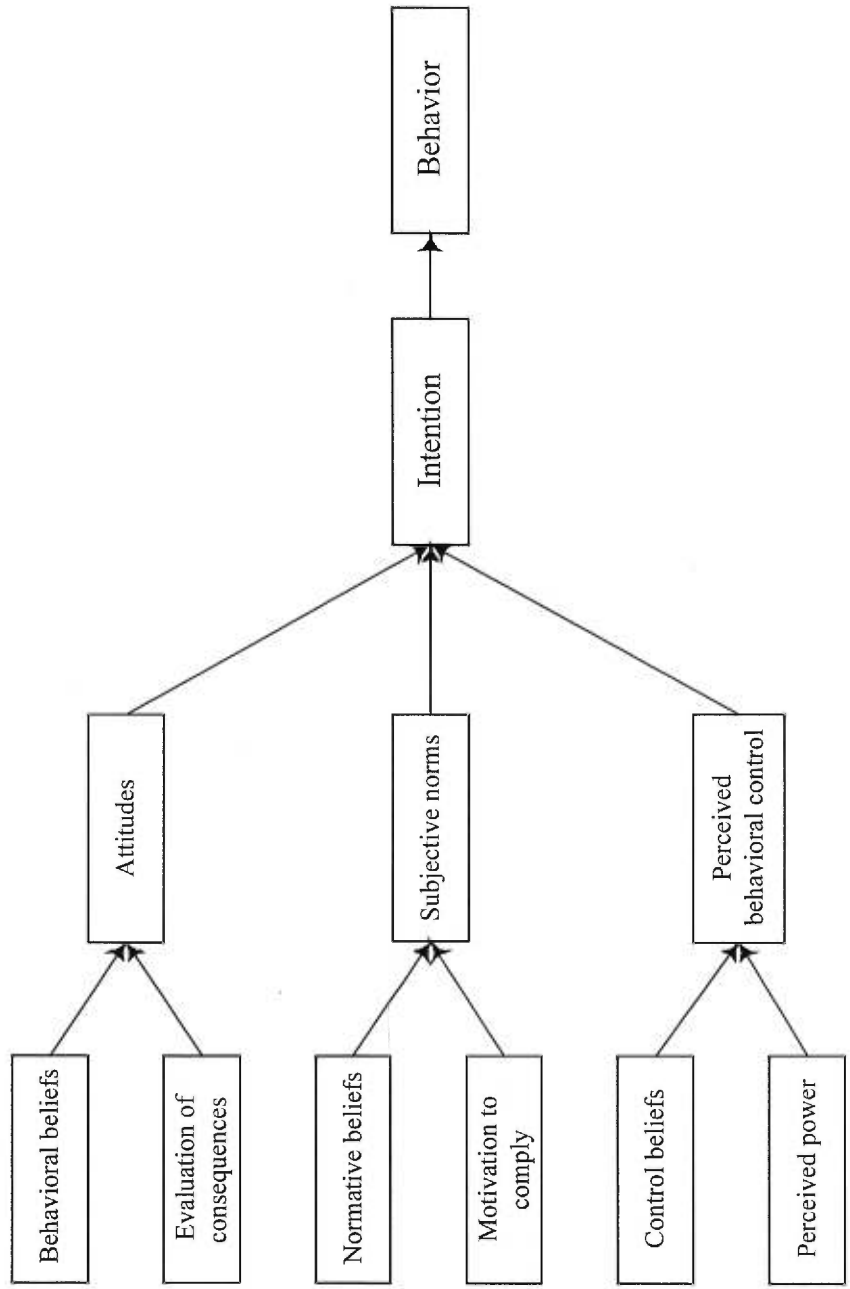 Behavioral beliefs
Evaluation of
consequences
Normative beliefs
Motivation to
comply
Control beliefs
Perceived power
Attitudes
Subjective norms
Perceived
behavioral control
Intention
Behavior